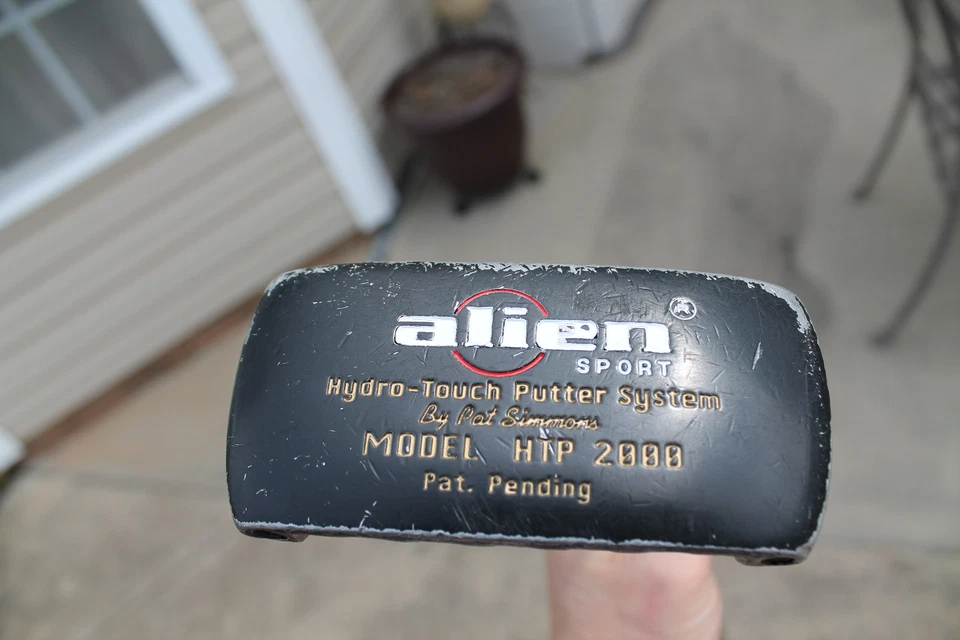 alien ®
SPORT
Hydro-Touch Putter System
By Pat Simmons
MODEL HTP 2000
Pat. Pending